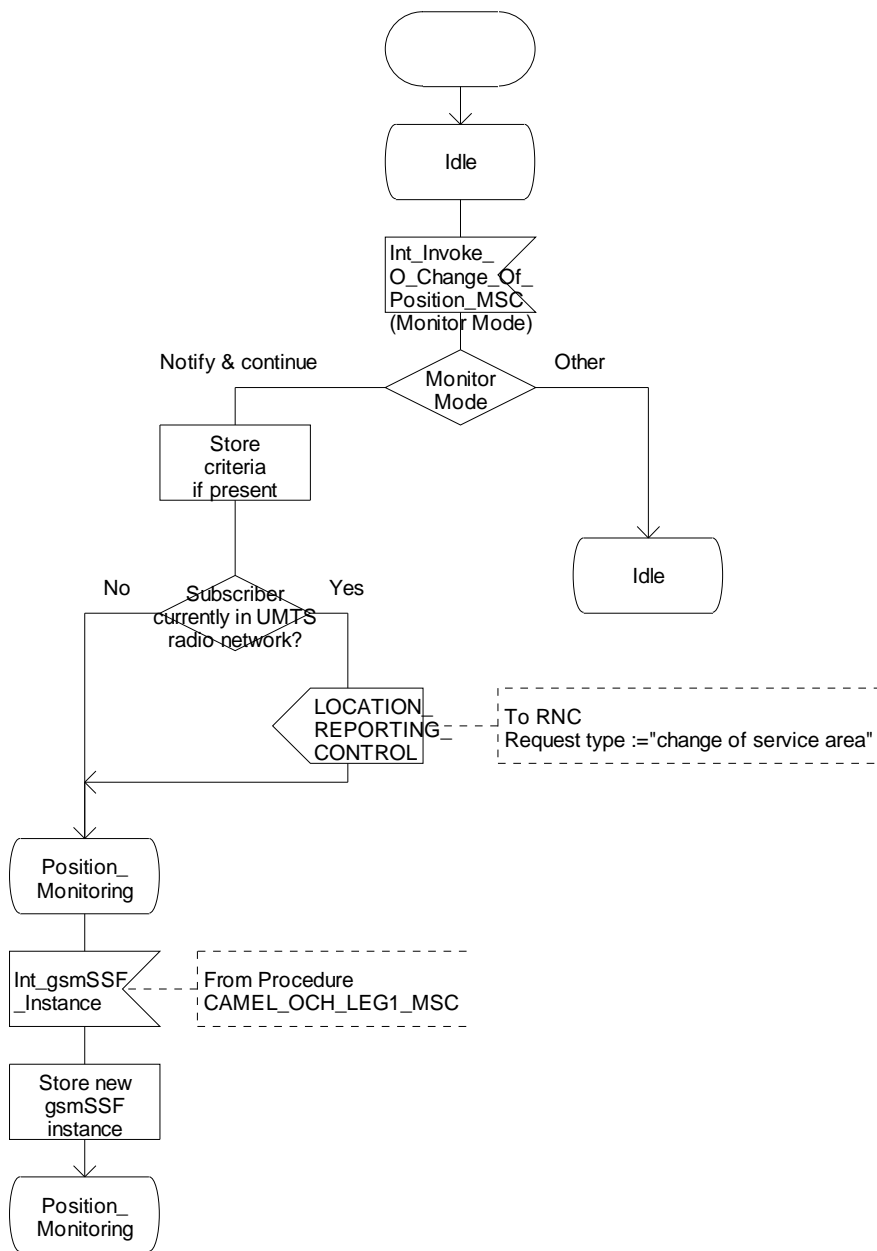 Idle
Int_Invoke_
O_Change_Of_
Position_MSC
(Monitor Mode)
Notify & continue
Monitor
Mode
Other
Store
criteria
if present
Idle
No
Subscriber
currently in UMTS
radio network?
Yes
LOCATION_
REPORTING_
CONTROL
To RNC
Request type :="change of service area"
Position_
Monitoring
Int_gsmSSF
_Instance
From Procedure
CAMEL_OCH_LEG1_MSC
Store new
gsmSSF
instance
Position_
Monitoring